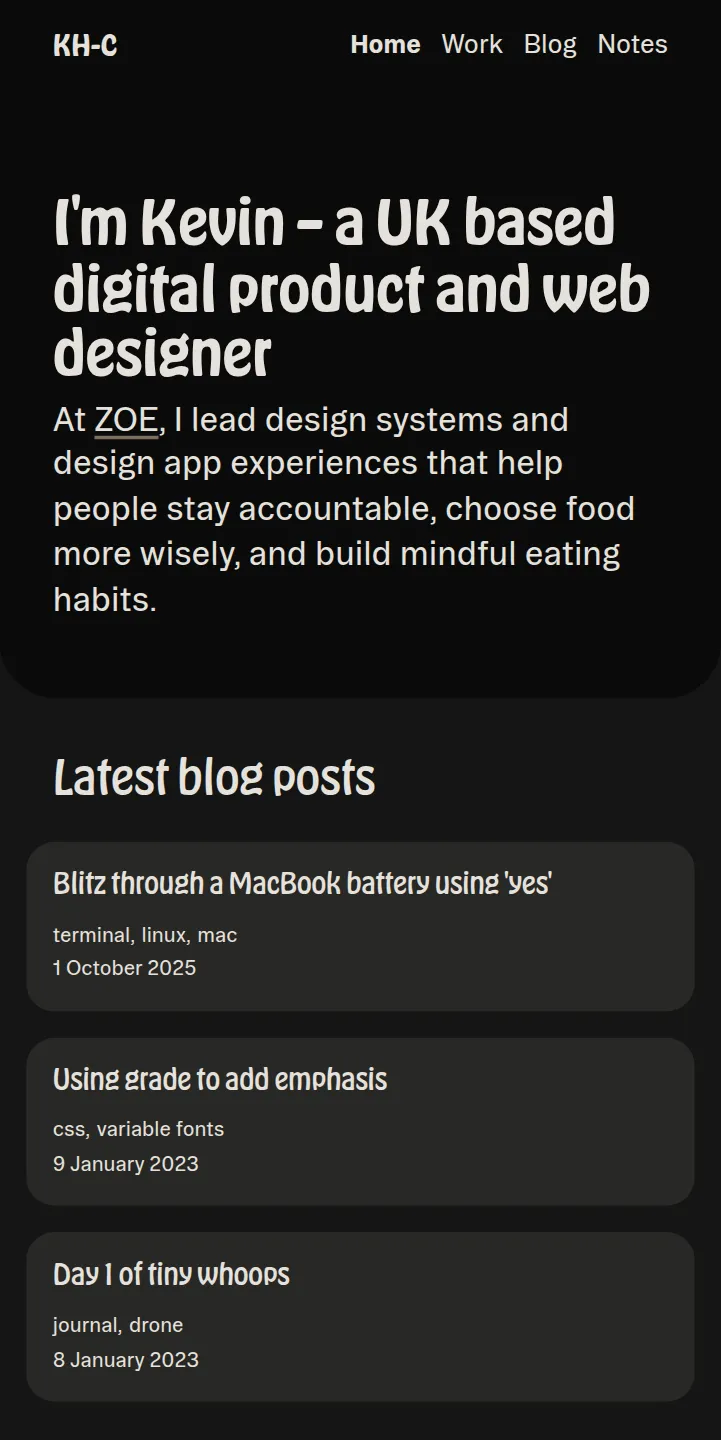 KH-C
Home Work Blog Notes
I'm Kevin – a UK based
digital product and web
designer
At ZOE, I lead design systems and
design app experiences that help
people stay accountable, choose food
more wisely, and build mindful eating
habits.
Latest blog posts
Blitz through a MacBook battery using 'yes'
terminal, linux, mac
1 October 2025
Using grade to add emphasis
css, variable fonts
9 January 2023
Day 1 of tiny whoops
journal, drone
8 January 2023